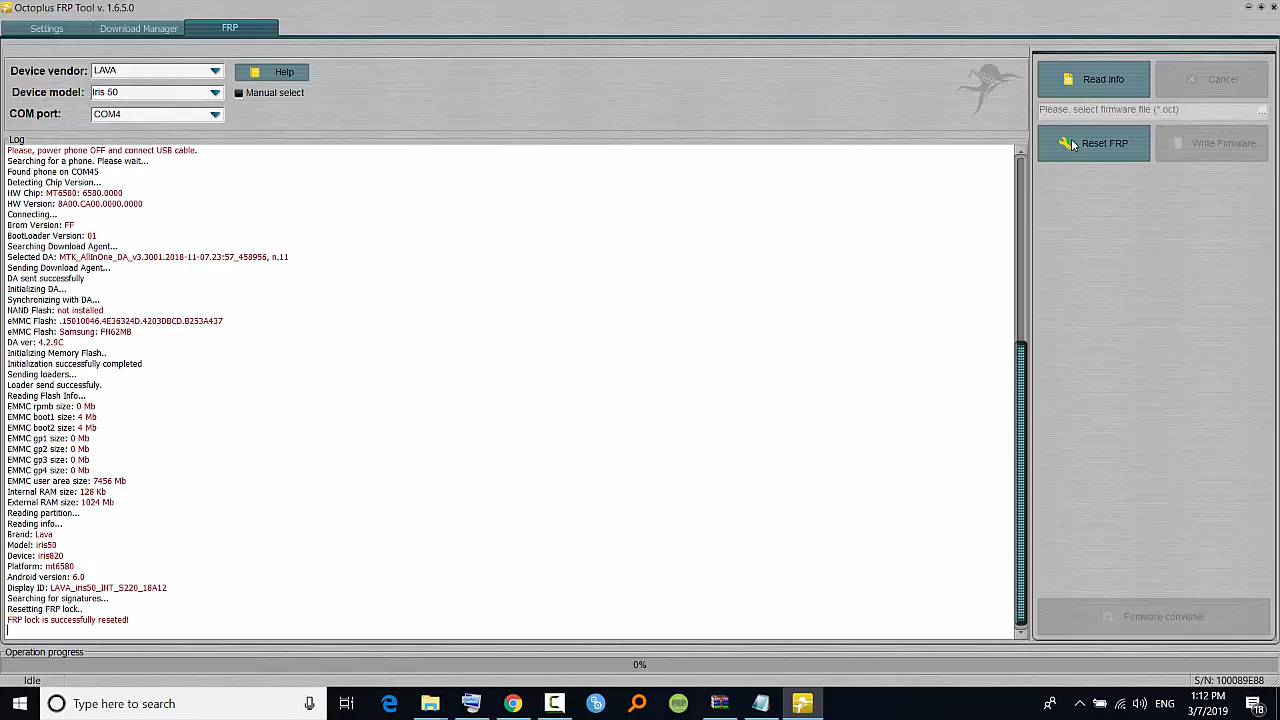 Octoplus FRP Tool v. 1.6.5.0
Settings
Download Manager
FRP
Device vendor:
LAVA
Help
Device model:
Iris 50
Manual select
COM port:
COM4
Read info
Cancel
Please, select firmware file (*.oct)
...
Reset FRP
Write Firmware
Log
Please, power phone OFF and connect USB cable.
Searching for a phone. Please wait...
Found phone on COM45
Detecting Chip Version...
HW Chip: MT6580: 6580.0000
HW Version: 8A00.CA00.0000.0000
Connecting...
Brom Version: FF
BootLoader Version: 01
Searching Download Agent...
Selected DA: MTK_AllInOne_DA_v3.3001.2018-11-07.23:57_458956, n.11
Sending Download Agent...
DA sent successfully
Initializing DA...
Synchronizing with DA...
NAND Flash: not installed
eMMC Flash: .15010046.4E36324D.4203DBCD.B253A437
eMMC Flash: Samsung: FN62MB
DA ver: 4.2.9C
Initializing Memory Flash..
Initialization successfully completed
Sending loaders...
Loader send successfuly.
Reading Flash Info...
EMMC rpmb size: 0 Mb
EMMC boot1 size: 4 Mb
EMMC boot2 size: 4 Mb
EMMC gp1 size: 0 Mb
EMMC gp2 size: 0 Mb
EMMC gp3 size: 0 Mb
EMMC gp4 size: 0 Mb
EMMC user area size: 7456 Mb
Internal RAM size: 128 Kb
External RAM size: 1024 Mb
Reading partition...
Reading info...
Brand: Lava
Model: iris50
Device: iris820
Platform: mt6580
Android version: 6.0
Display ID: LAVA_iris50_INT_S220_18A12
Searching for signatures...
Resetting FRP lock..
FRP lock is successfully reseted!
Firmware converter
Operation progress
0%
Idle
S/N: 100089E88
Type here to search
FRP
ENG
1:12 PM
3/7/2019
18